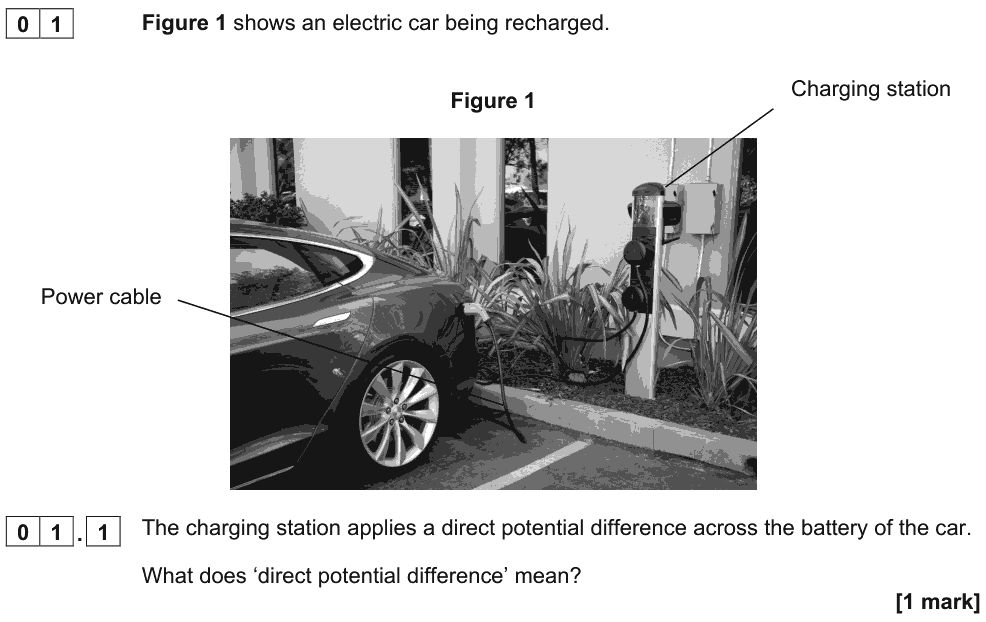 0 1 Figure 1 shows an electric car being recharged.
Figure 1
Charging station
Power cable
0 1 . 1 The charging station applies a direct potential difference across the battery of the car.
What does ‘direct potential difference’ mean?
[1 mark]